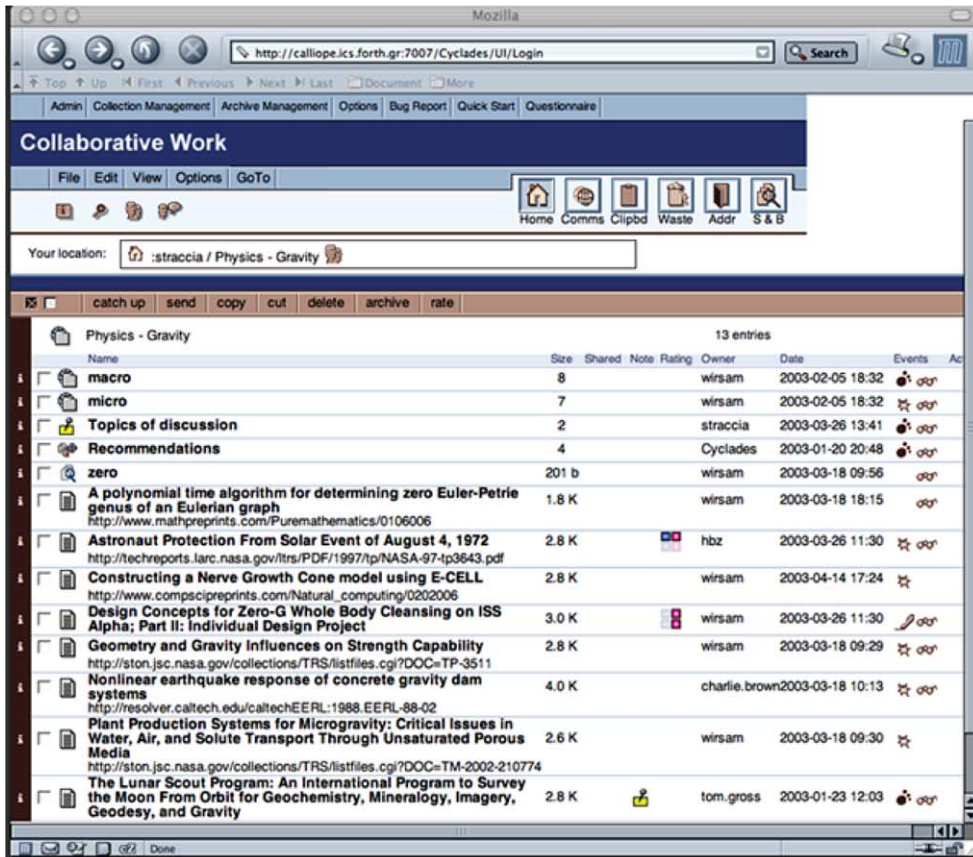 Mozilla
http://calliope.ics.forth.gr:7007/Cyclades/UI/Login Search
Top Up First Previous Next Last Document More
Admin Collection Management Archive Management Options Bug Report Quick Start Questionnaire
Collaborative Work
File Edit View Options GoTo
Home Comms Clipbd Waste Addr S & B
Your location: :straccia / Physics - Gravity
catch up send copy cut delete archive rate
Physics - Gravity 13 entries
Name Size Shared Note Rating Owner Date Events Ac
macro 8 wirsam 2003-02-05 18:32
micro 7 wirsam 2003-02-05 18:32
Topics of discussion 2 straccia 2003-03-26 13:41
Recommendations 4 Cyclades 2003-01-20 20:48
zero 201 b wirsam 2003-03-18 09:56
A polynomial time algorithm for determining zero Euler-Petrie
genus of an Eulerian graph 1.8 K wirsam 2003-03-18 18:15
http://www.mathpreprints.com/Puremathematics/0106006
Astronaut Protection From Solar Event of August 4, 1972 2.8 K hbz 2003-03-26 11:30
http://techreports.larc.nasa.gov/ltrs/PDF/1997/tp/NASA-97-tp3643.pdf
Constructing a Nerve Growth Cone model using E-CELL 2.8 K wirsam 2003-04-14 17:24
http://www.compscipreprints.com/Natural_computing/0202006
Design Concepts for Zero-G Whole Body Cleansing on ISS
Alpha; Part II: Individual Design Project 3.0 K wirsam 2003-03-26 11:30
Geometry and Gravity Influences on Strength Capability 2.8 K wirsam 2003-03-18 09:29
http://ston.jsc.nasa.gov/collections/TRS/listfiles.cgi?DOC=TP-3511
Nonlinear earthquake response of concrete gravity dam
systems 4.0 K charlie.brown 2003-03-18 10:13
http://resolver.caltech.edu/caltechEERL:1988.EERL-88-02
Plant Production Systems for Microgravity: Critical Issues in
Water, Air, and Solute Transport Through Unsaturated Porous 2.6 K wirsam 2003-03-18 09:30
Media
http://ston.jsc.nasa.gov/collections/TRS/listfiles.cgi?DOC=TM-2002-210774
The Lunar Scout Program: An International Program to Survey
the Moon From Orbit for Geochemistry, Mineralogy, Imagery, 2.8 K tom.gross 2003-01-23 12:03
Geodesy, and Gravity
Done